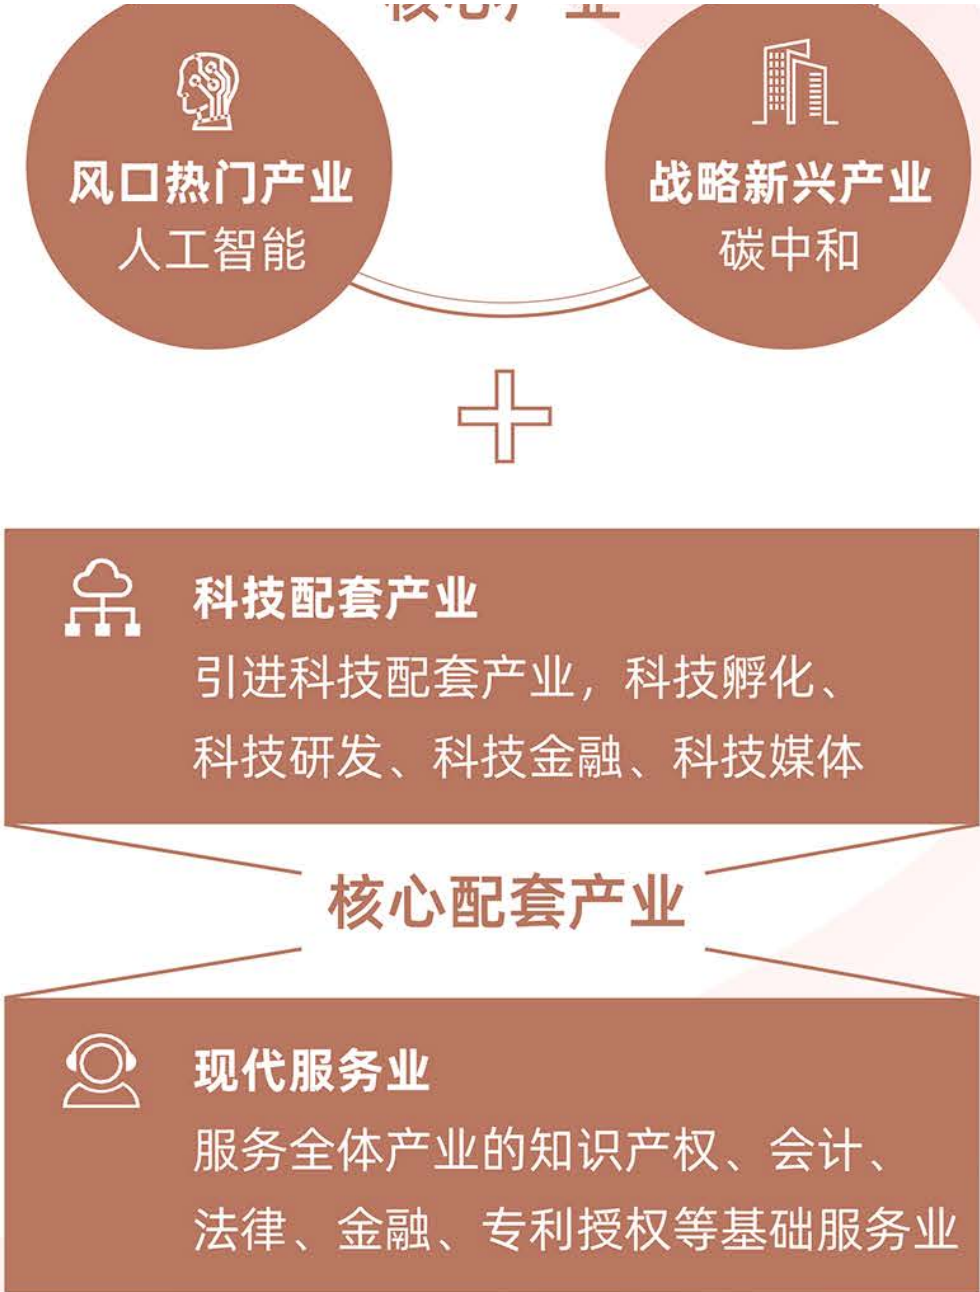 核心产业
风口热门产业
人工智能
战略新兴产业
碳中和
科技配套产业
引进科技配套产业，科技孵化、
科技研发、科技金融、科技媒体
核心配套产业
现代服务业
服务全体产业的知识产权、会计、
法律、金融、专利授权等基础服务业